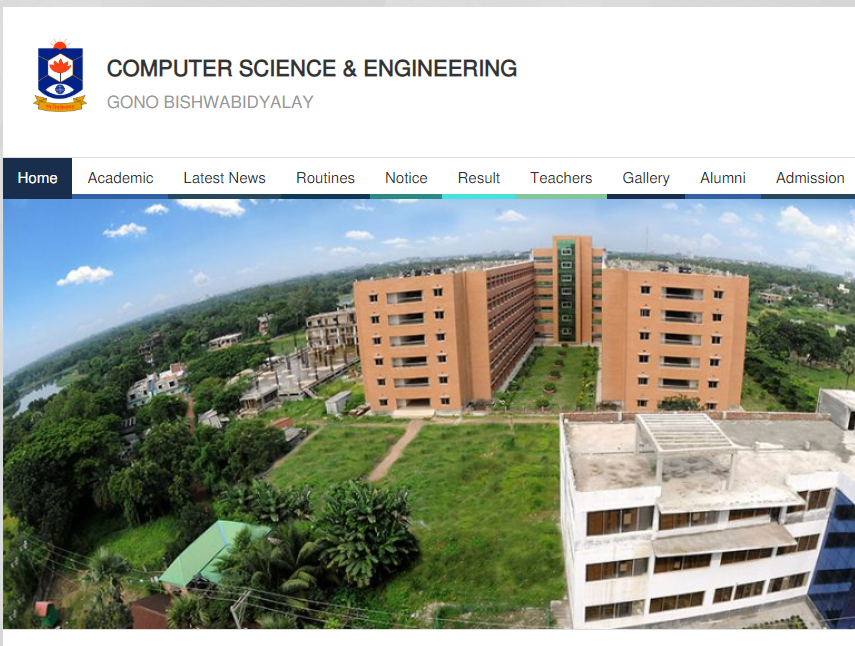 COMPUTER SCIENCE & ENGINEERING
GONO BISHWABIDYALAY
Home Academic Latest News Routines Notice Result Teachers Gallery Alumni Admission